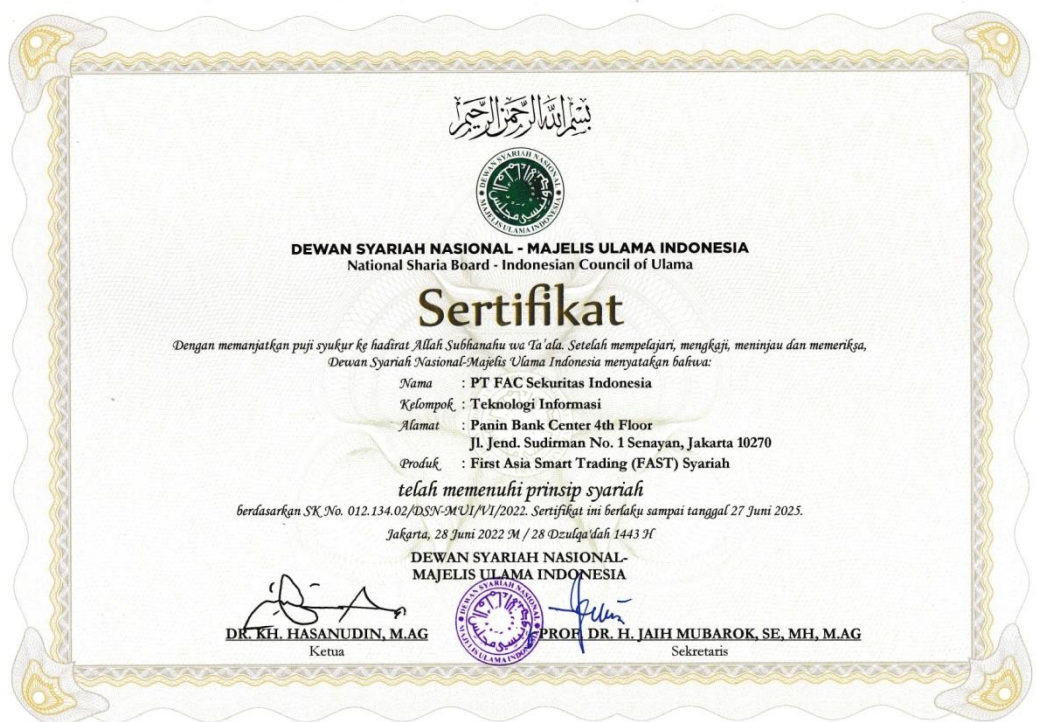 بسم الله الرحمن الرحيم
DEWAN SYARIAH NASIONAL
MAJELIS ULAMA INDONESIA
DEWAN SYARIAH NASIONAL - MAJELIS ULAMA INDONESIA
National Sharia Board - Indonesian Council of Ulama
Sertifikat
Dengan memanjatkan puji syukur ke hadirat Allah Subhanahu wa Ta'ala. Setelah mempelajari, mengkaji, meninjau dan memeriksa,
Dewan Syariah Nasional-Majelis Ulama Indonesia menyatakan bahwa:
Nama : PT FAC Sekuritas Indonesia
Kelompok : Teknologi Informasi
Alamat : Panin Bank Center 4th Floor
Jl. Jend. Sudirman No. 1 Senayan, Jakarta 10270
Produk : First Asia Smart Trading (FAST) Syariah
telah memenuhi prinsip syariah
berdasarkan SK No. 012.134.02/DSN-MUI/VI/2022. Sertifikat ini berlaku sampai tanggal 27 Juni 2025.
Jakarta, 28 Juni 2022 M / 28 Dzulqa'dah 1443 H
DEWAN SYARIAH NASIONAL-
MAJELIS ULAMA INDONESIA
DR. KH. HASANUDIN, M.AG
Ketua
PROF. DR. H. JAIH MUBAROK, SE, MH, M.AG
Sekretaris